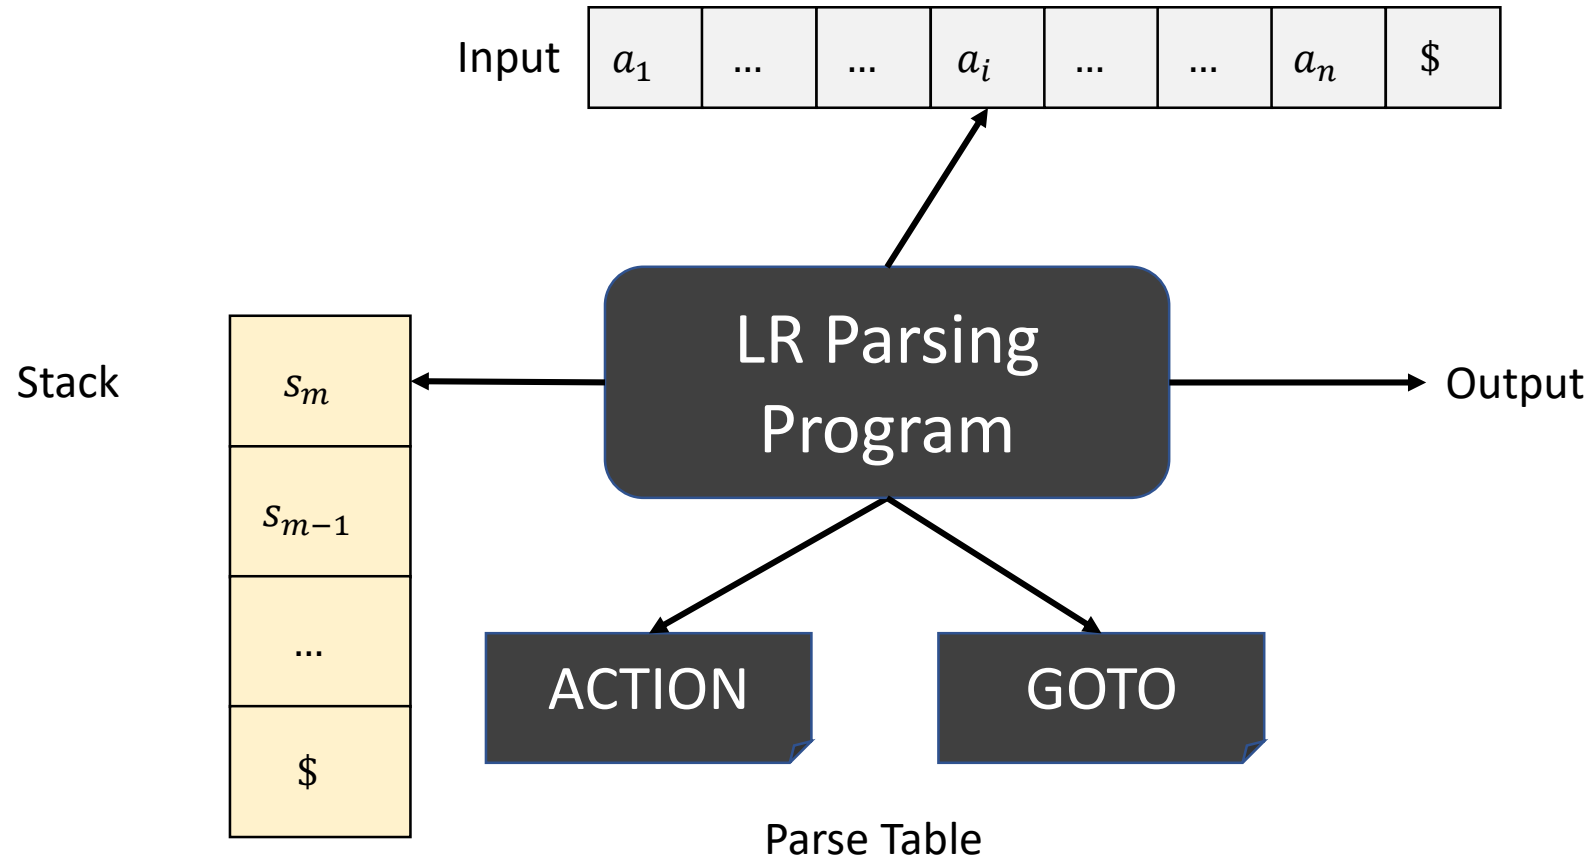 Input a₁ ... ... aᵢ ... ... aₙ $
LR Parsing
Program
Stack
sₘ
sₘ₋₁
...
$
Output
ACTION GOTO
Parse Table